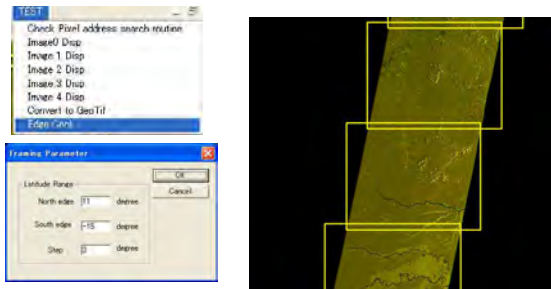 TEST
Check Pixel address search routine
Image0 Disp
Image 1 Disp
Image 2 Disp
Image 3 Disp
Image 4 Disp
Convert to GeoTif
Framing Parameter
Latitude Range
North edge 11 degree
South edge -15 degree
Step degree
OK
Cancel